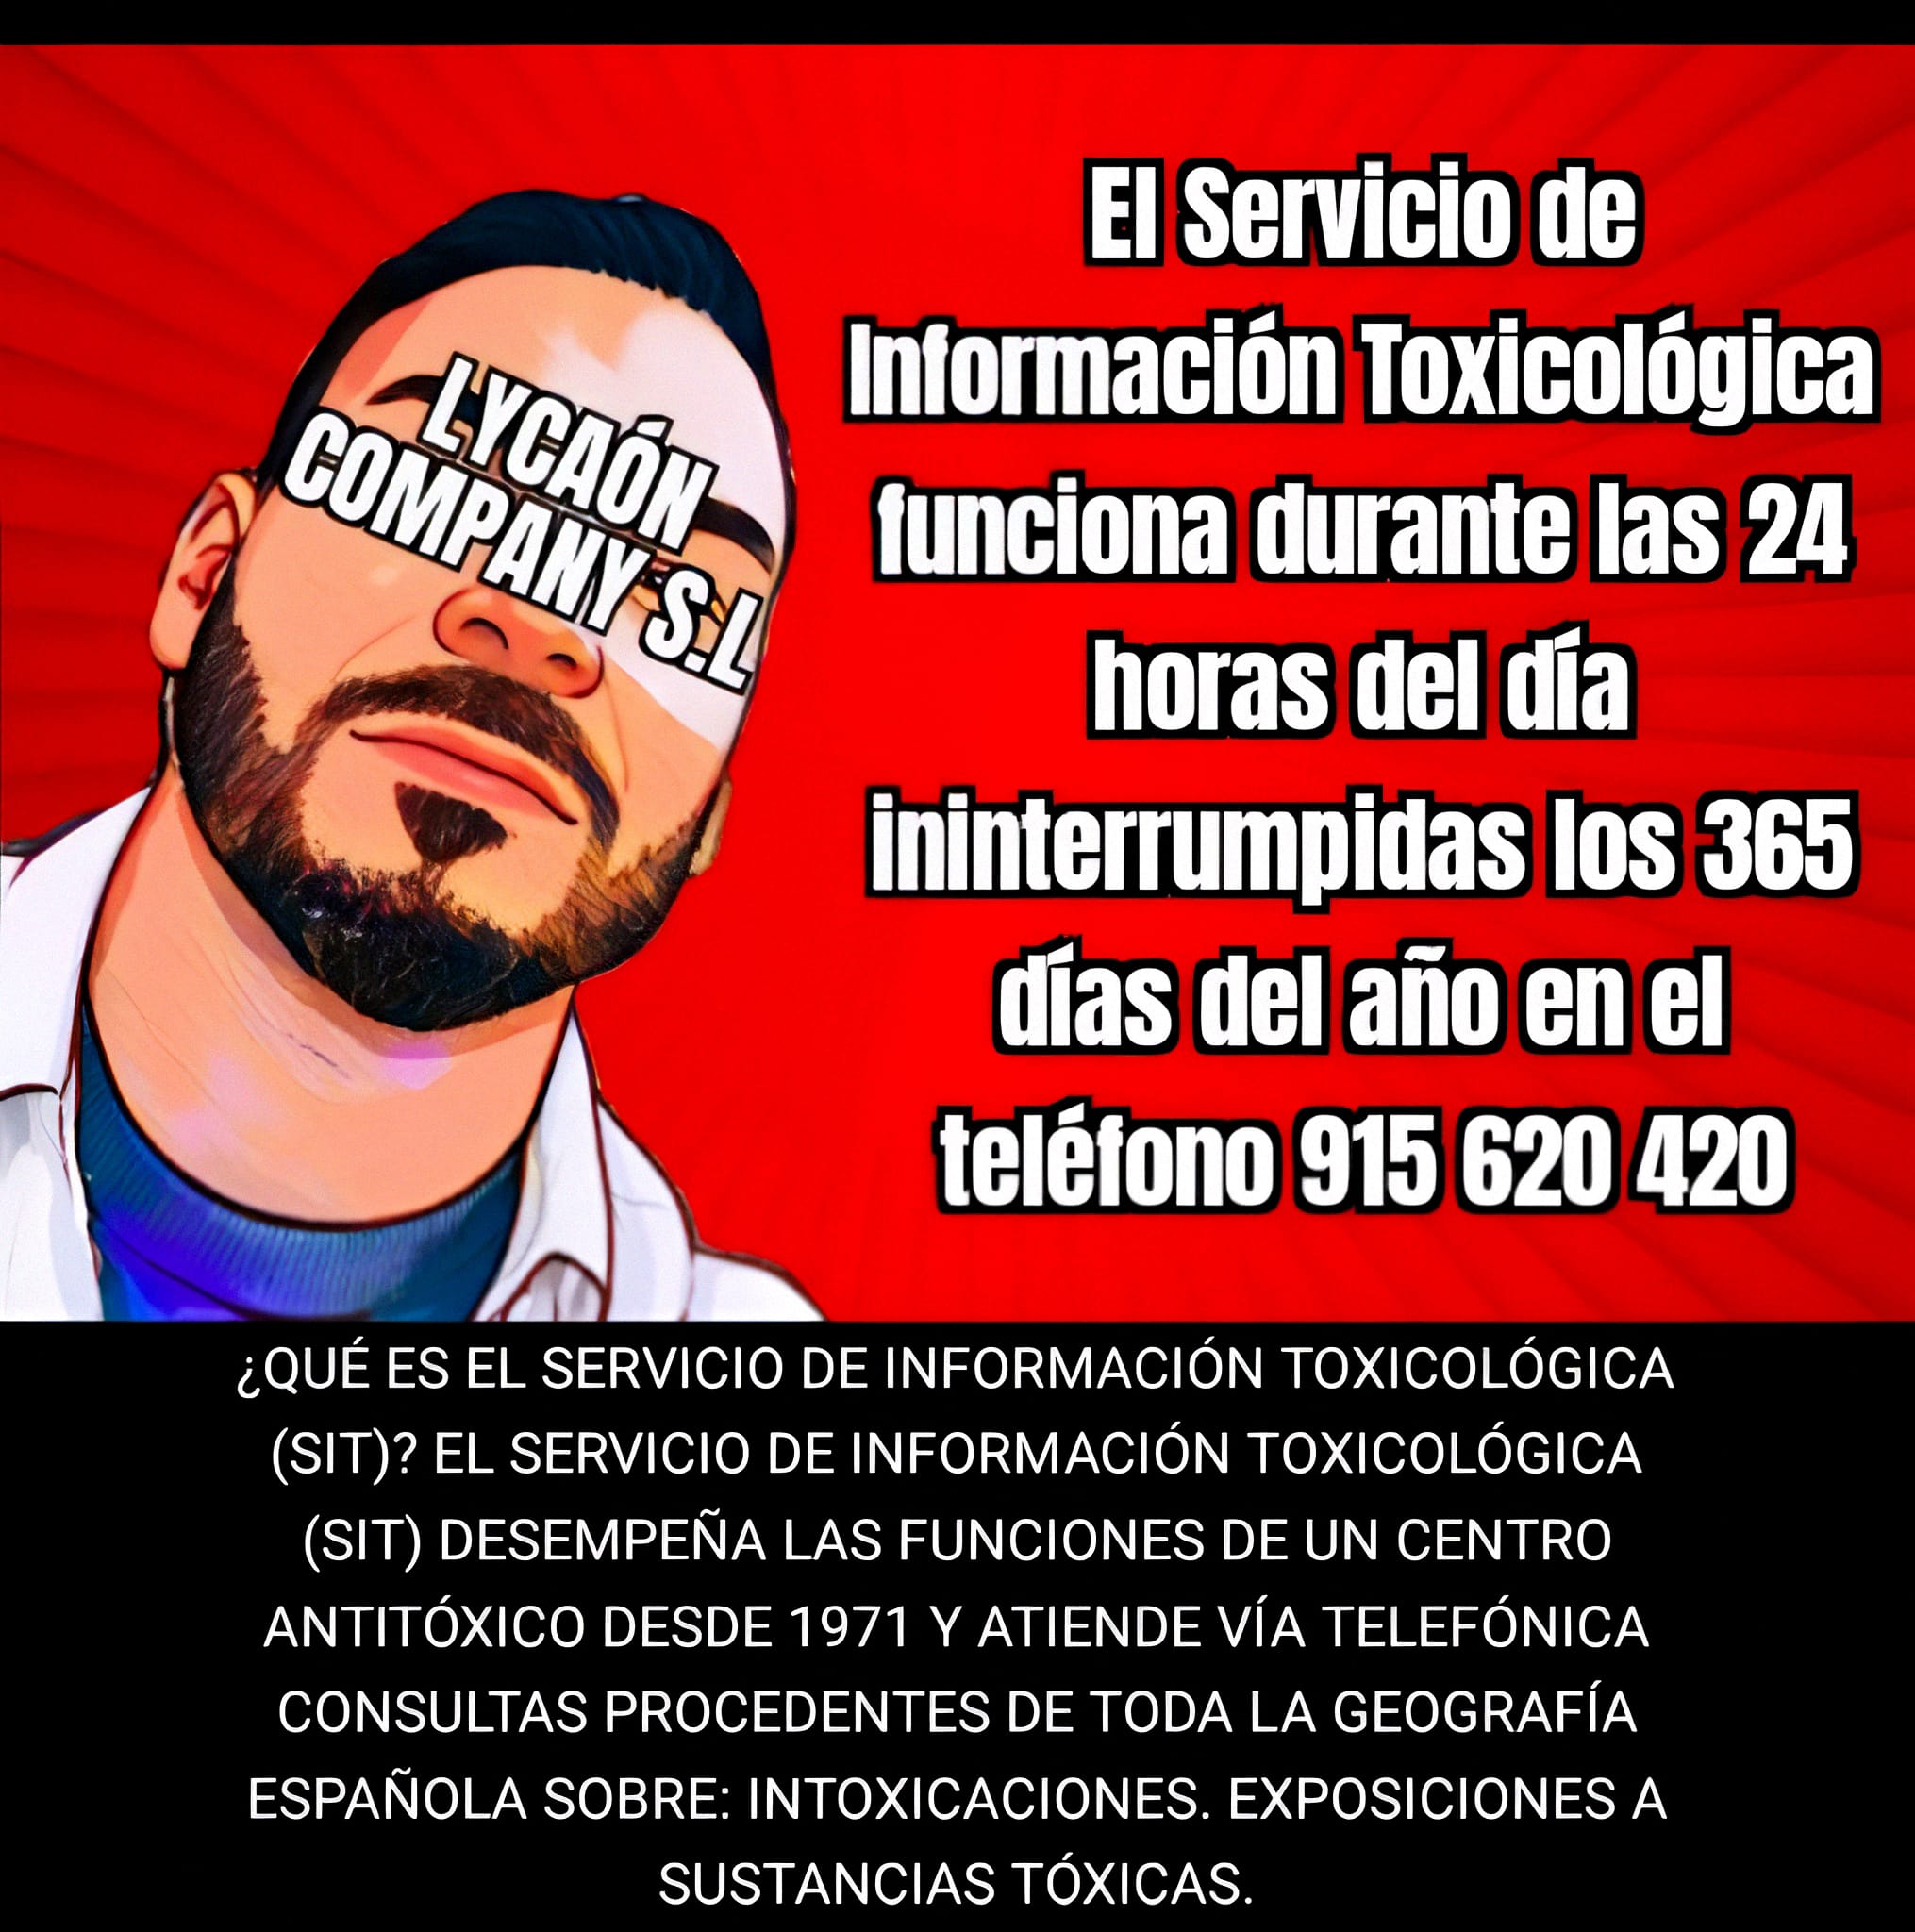 LYCAÓN
COMPANY S.L
El Servicio de
Información Toxicológica
funciona durante las 24
horas del día
ininterrumpidas los 365
días del año en el
teléfono 915 620 420
¿QUÉ ES EL SERVICIO DE INFORMACIÓN TOXICOLÓGICA
(SIT)? EL SERVICIO DE INFORMACIÓN TOXICOLÓGICA
(SIT) DESEMPEÑA LAS FUNCIONES DE UN CENTRO
ANTITÓXICO DESDE 1971 Y ATIENDE VÍA TELEFÓNICA
CONSULTAS PROCEDENTES DE TODA LA GEOGRAFÍA
ESPAÑOLA SOBRE: INTOXICACIONES. EXPOSICIONES A
SUSTANCIAS TÓXICAS.